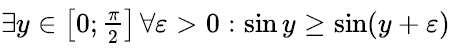 ∃y ∈ [0; π/2] ∀ε > 0 : sin y ≥ sin(y + ε)